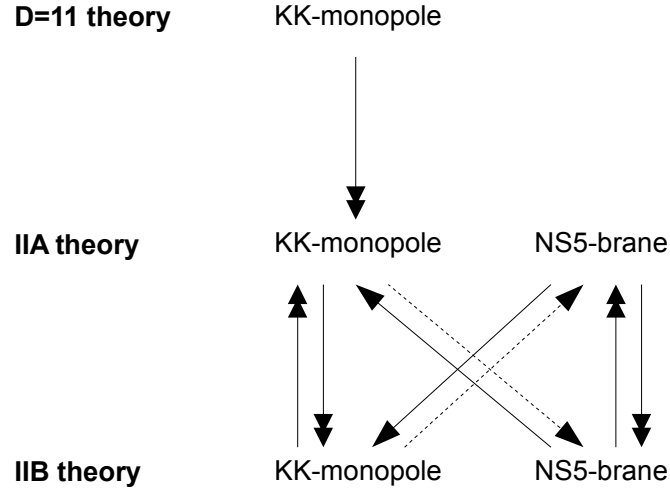 D=11 theory KK-monopole
IIA theory KK-monopole NS5-brane
IIB theory KK-monopole NS5-brane